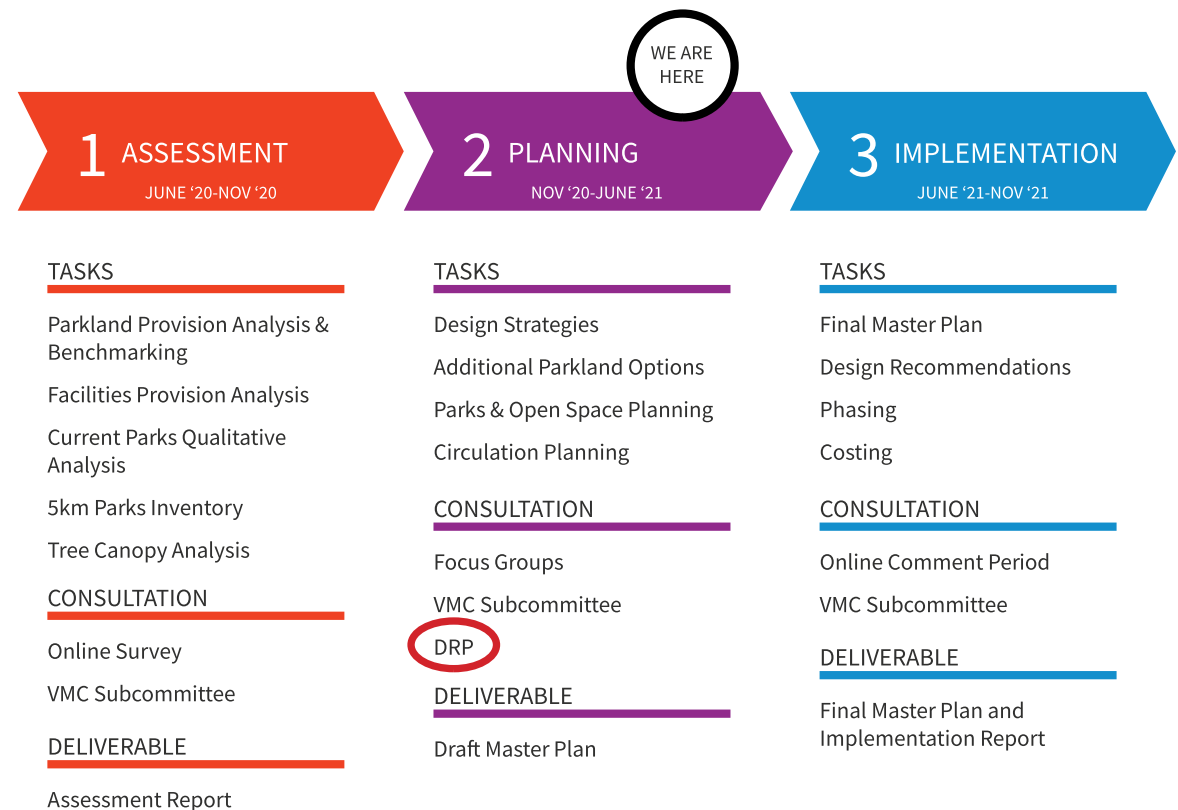 WE ARE
HERE
1 ASSESSMENT
JUNE ‘20-NOV ‘20
2 PLANNING
NOV ‘20-JUNE ‘21
3 IMPLEMENTATION
JUNE ‘21-NOV ‘21
TASKS
Parkland Provision Analysis &
Benchmarking
Facilities Provision Analysis
Current Parks Qualitative
Analysis
5km Parks Inventory
Tree Canopy Analysis
CONSULTATION
Online Survey
VMC Subcommittee
DELIVERABLE
Assessment Report
TASKS
Design Strategies
Additional Parkland Options
Parks & Open Space Planning
Circulation Planning
CONSULTATION
Focus Groups
VMC Subcommittee
DRP
DELIVERABLE
Draft Master Plan
TASKS
Final Master Plan
Design Recommendations
Phasing
Costing
CONSULTATION
Online Comment Period
VMC Subcommittee
DELIVERABLE
Final Master Plan and
Implementation Report